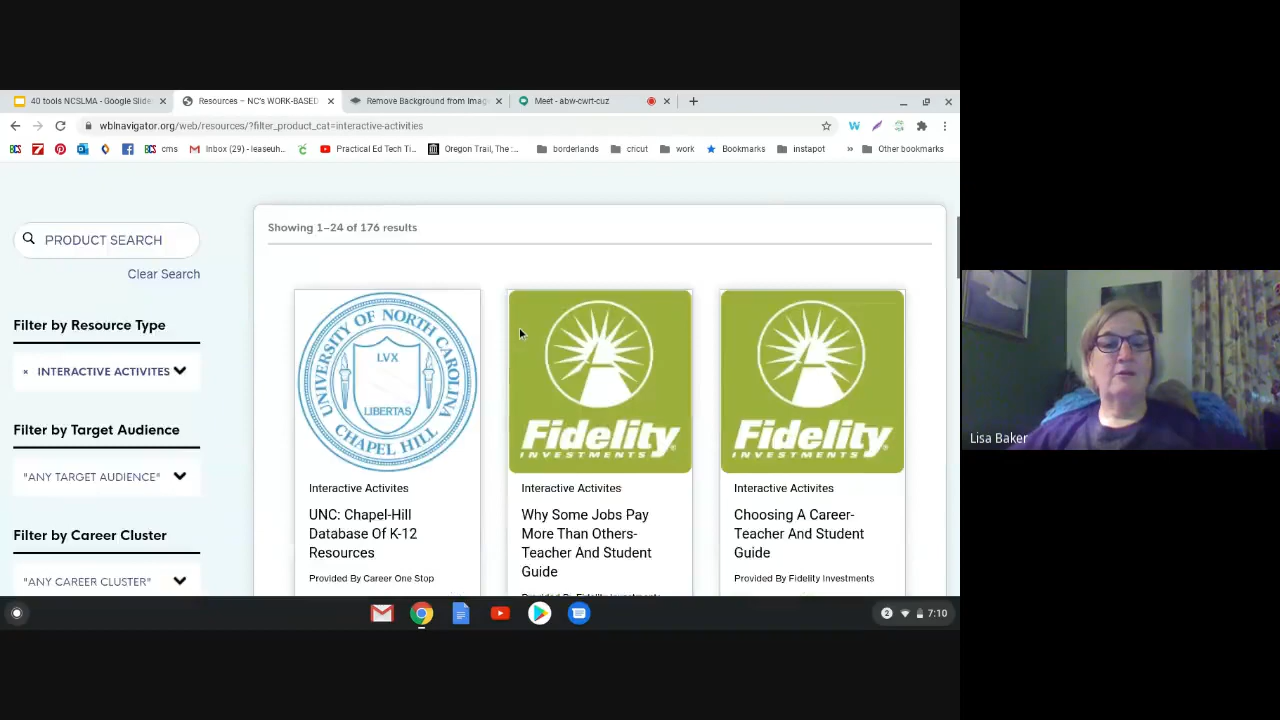 40 tools NCSLMA - Google Slide
Resources – NC's WORK-BASED
Remove Background from Imag
Meet - abw-cwrt-cuz
wblnavigator.org/web/resources/?filter_product_cat=interactive-activities
BCS
cms
Inbox (29) - leaseuh...
Practical Ed Tech Ti...
Oregon Trail, The :...
borderlands
cricut
work
Bookmarks
instapot
»
Other bookmarks
PRODUCT SEARCH
Clear Search
Filter by Resource Type
× INTERACTIVE ACTIVITES
Filter by Target Audience
"ANY TARGET AUDIENCE"
Filter by Career Cluster
"ANY CAREER CLUSTER"
Showing 1–24 of 176 results
UNIVERSITY OF NORTH CAROLINA
LVX
LIBERTAS
CHAPEL HILL
Interactive Activites
UNC: Chapel-Hill
Database Of K-12
Resources
Provided By Career One Stop
Fidelity
INVESTMENTS
Interactive Activites
Why Some Jobs Pay
More Than Others-
Teacher And Student
Guide
Provided By Fidelity Investments
Fidelity
INVESTMENTS
Interactive Activites
Choosing A Career-
Teacher And Student
Guide
Provided By Fidelity Investments
Lisa Baker
2
7:10